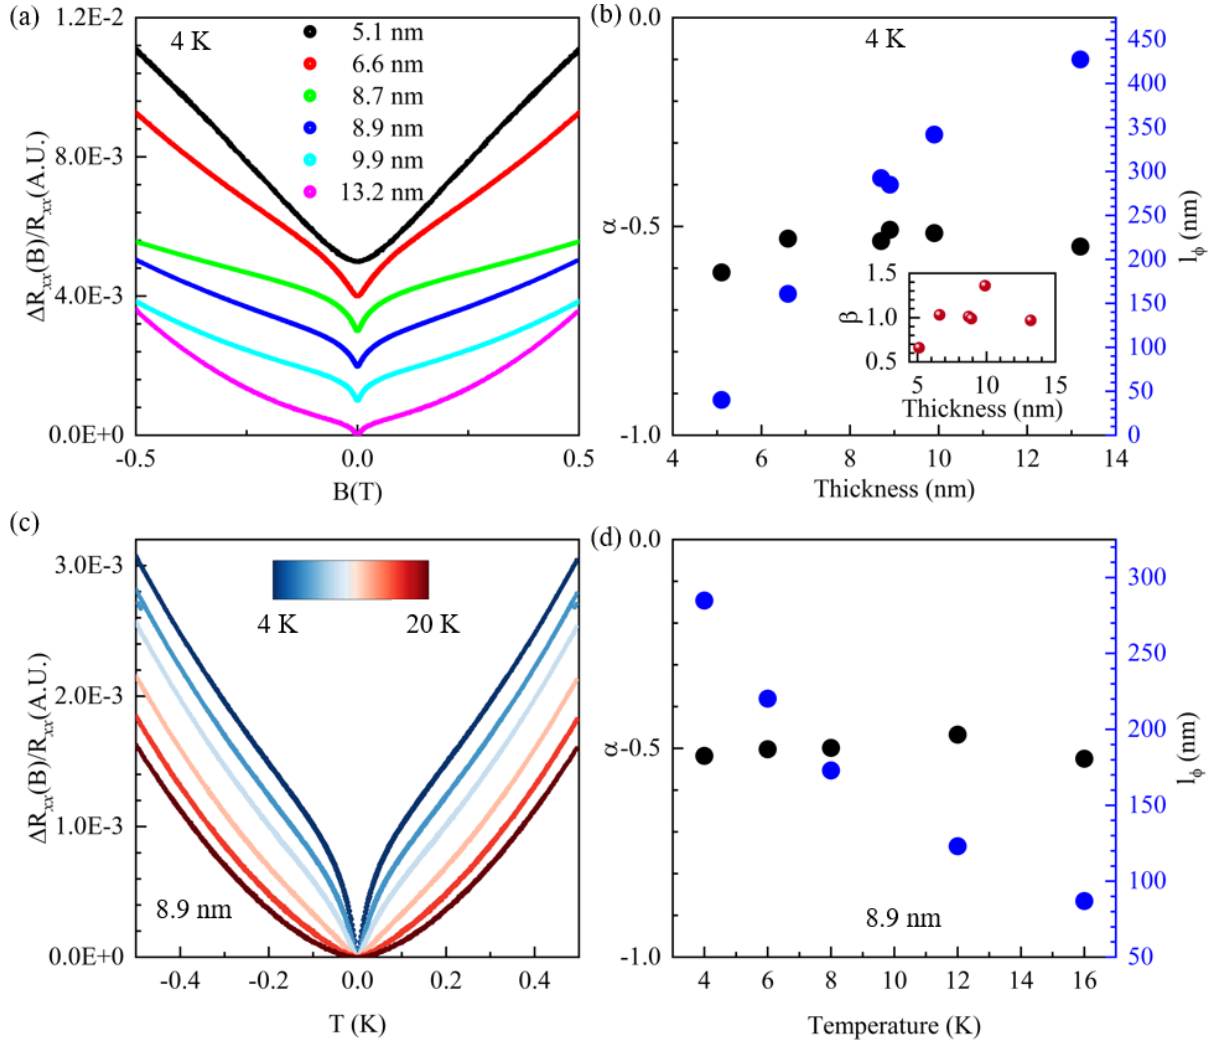 (a)
1.2E-2
8.0E-3
4.0E-3
0.0E+0
ΔR_xx(B)/R_xx(A.U.)
4 K
5.1 nm
6.6 nm
8.7 nm
8.9 nm
9.9 nm
13.2 nm
-0.5
0.0
0.5
B(T)
(b)
0.0
-0.5
-1.0
α
4 K
450
400
350
300
250
200
150
100
50
0
l_ϕ (nm)
1.5
1.0
0.5
β
5
10
15
Thickness (nm)
4
6
8
10
12
14
Thickness (nm)
(c)
3.0E-3
2.0E-3
1.0E-3
0.0E+0
ΔR_xx(B)/R_xx(A.U.)
4 K
20 K
8.9 nm
-0.4
-0.2
0.0
0.2
0.4
T (K)
(d)
0.0
-0.5
-1.0
α
300
250
200
150
100
50
l_ϕ (nm)
8.9 nm
4
6
8
10
12
14
16
Temperature (K)